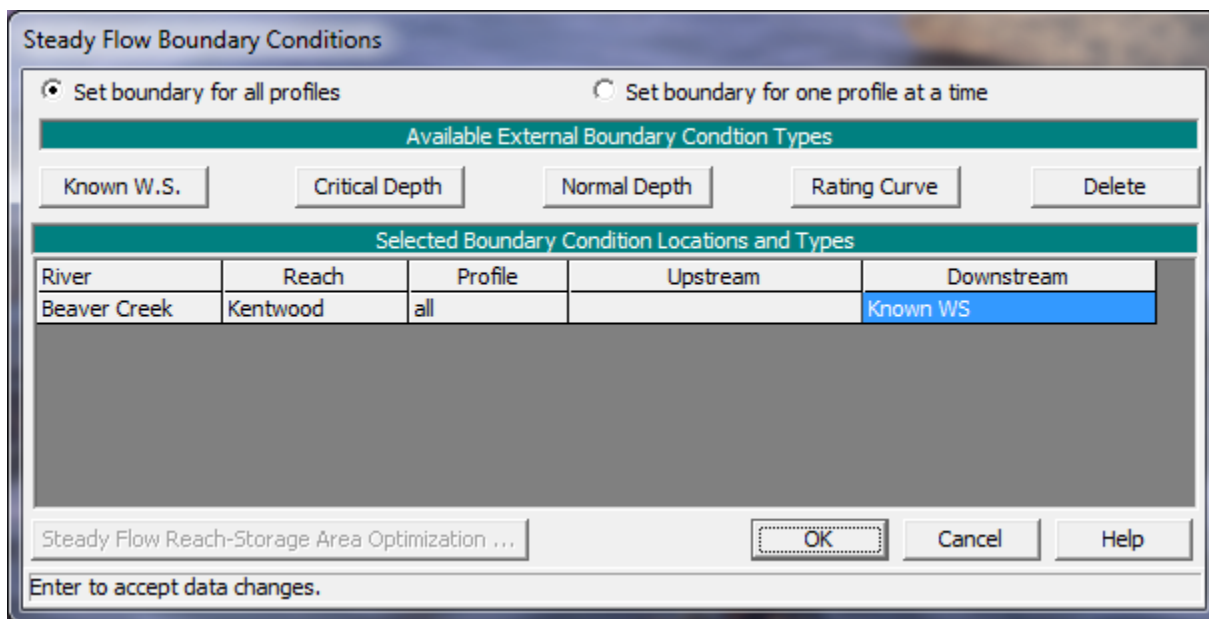 Steady Flow Boundary Conditions
Set boundary for all profiles Set boundary for one profile at a time
Available External Boundary Condtion Types
Known W.S. Critical Depth Normal Depth Rating Curve Delete
Selected Boundary Condition Locations and Types
River Reach Profile Upstream Downstream
Beaver Creek Kentwood all Known WS
Steady Flow Reach-Storage Area Optimization ... OK Cancel Help
Enter to accept data changes.